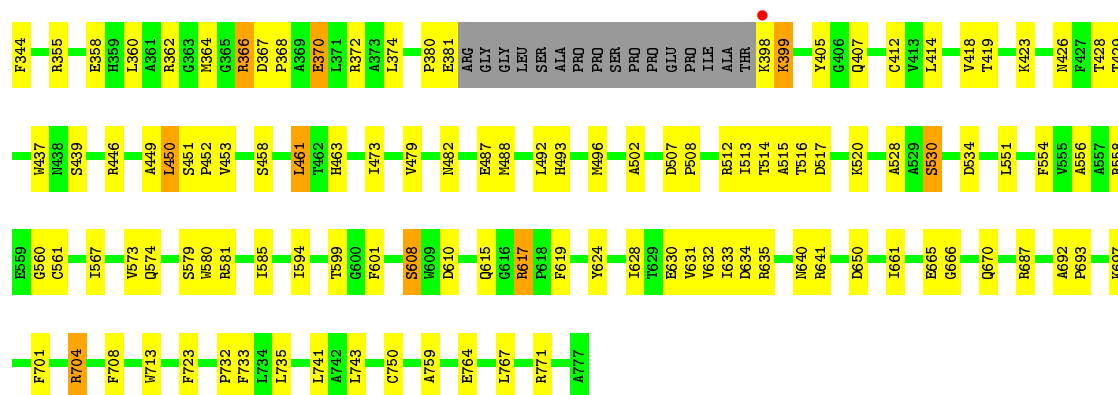 F344 R355 E358 H359 L360 A361 R362 G363 M364 G365 R366 D367 P368 A369 E370 L371 R372 A373 L374 P380 E381 ARG GLY GLY LEU SER ALA PRO PRO SER PRO PRO GLU PRO ILE ALA THR K398 K399 Y405 G406 Q407 C412 V413 L414 V418 T419 K423 N426 F427 T428 T429
W437 N438 S439 R446 A449 L450 S451 P452 V453 S458 L461 T462 H463 I473 V479 N482 E487 M488 L492 H493 M496 A502 D507 P508 R512 I513 T514 A515 T516 D517 K520 A528 A529 S530 D534 L551 F554 V555 A556 A557 R558
E559 G560 C561 I567 V573 Q574 S579 W580 R581 I585 I594 T599 G600 F601 S608 W609 D610 Q615 G616 R617 P618 F619 Y624 I628 T629 E630 V631 V632 I633 D634 R635 N640 R641 D650 I661 E665 G666 Q670 R687 A692 P693 K697
F701 R704 F708 W713 F723 P732 F733 L734 L735 L741 A742 L743 C750 A759 E764 L767 R771 A777